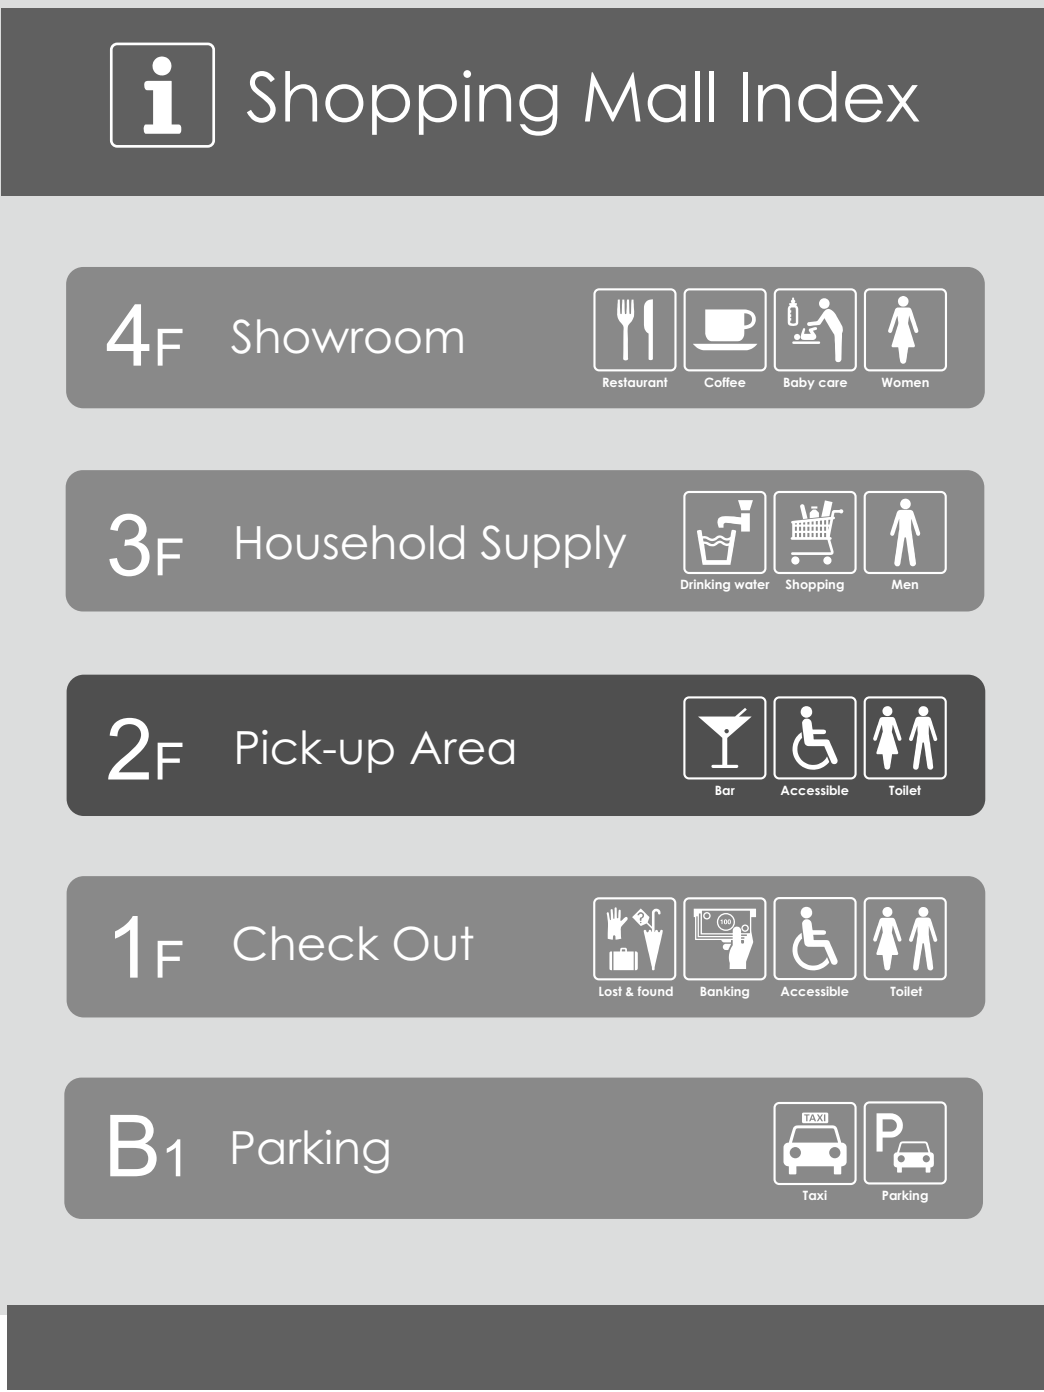 i Shopping Mall Index
4F Showroom
Restaurant Coffee Baby care Women
3F Household Supply
Drinking water Shopping Men
2F Pick-up Area
Bar Accessible Toilet
1F Check Out
?
100
Lost & found Banking Accessible Toilet
B1 Parking
TAXI P
Taxi Parking